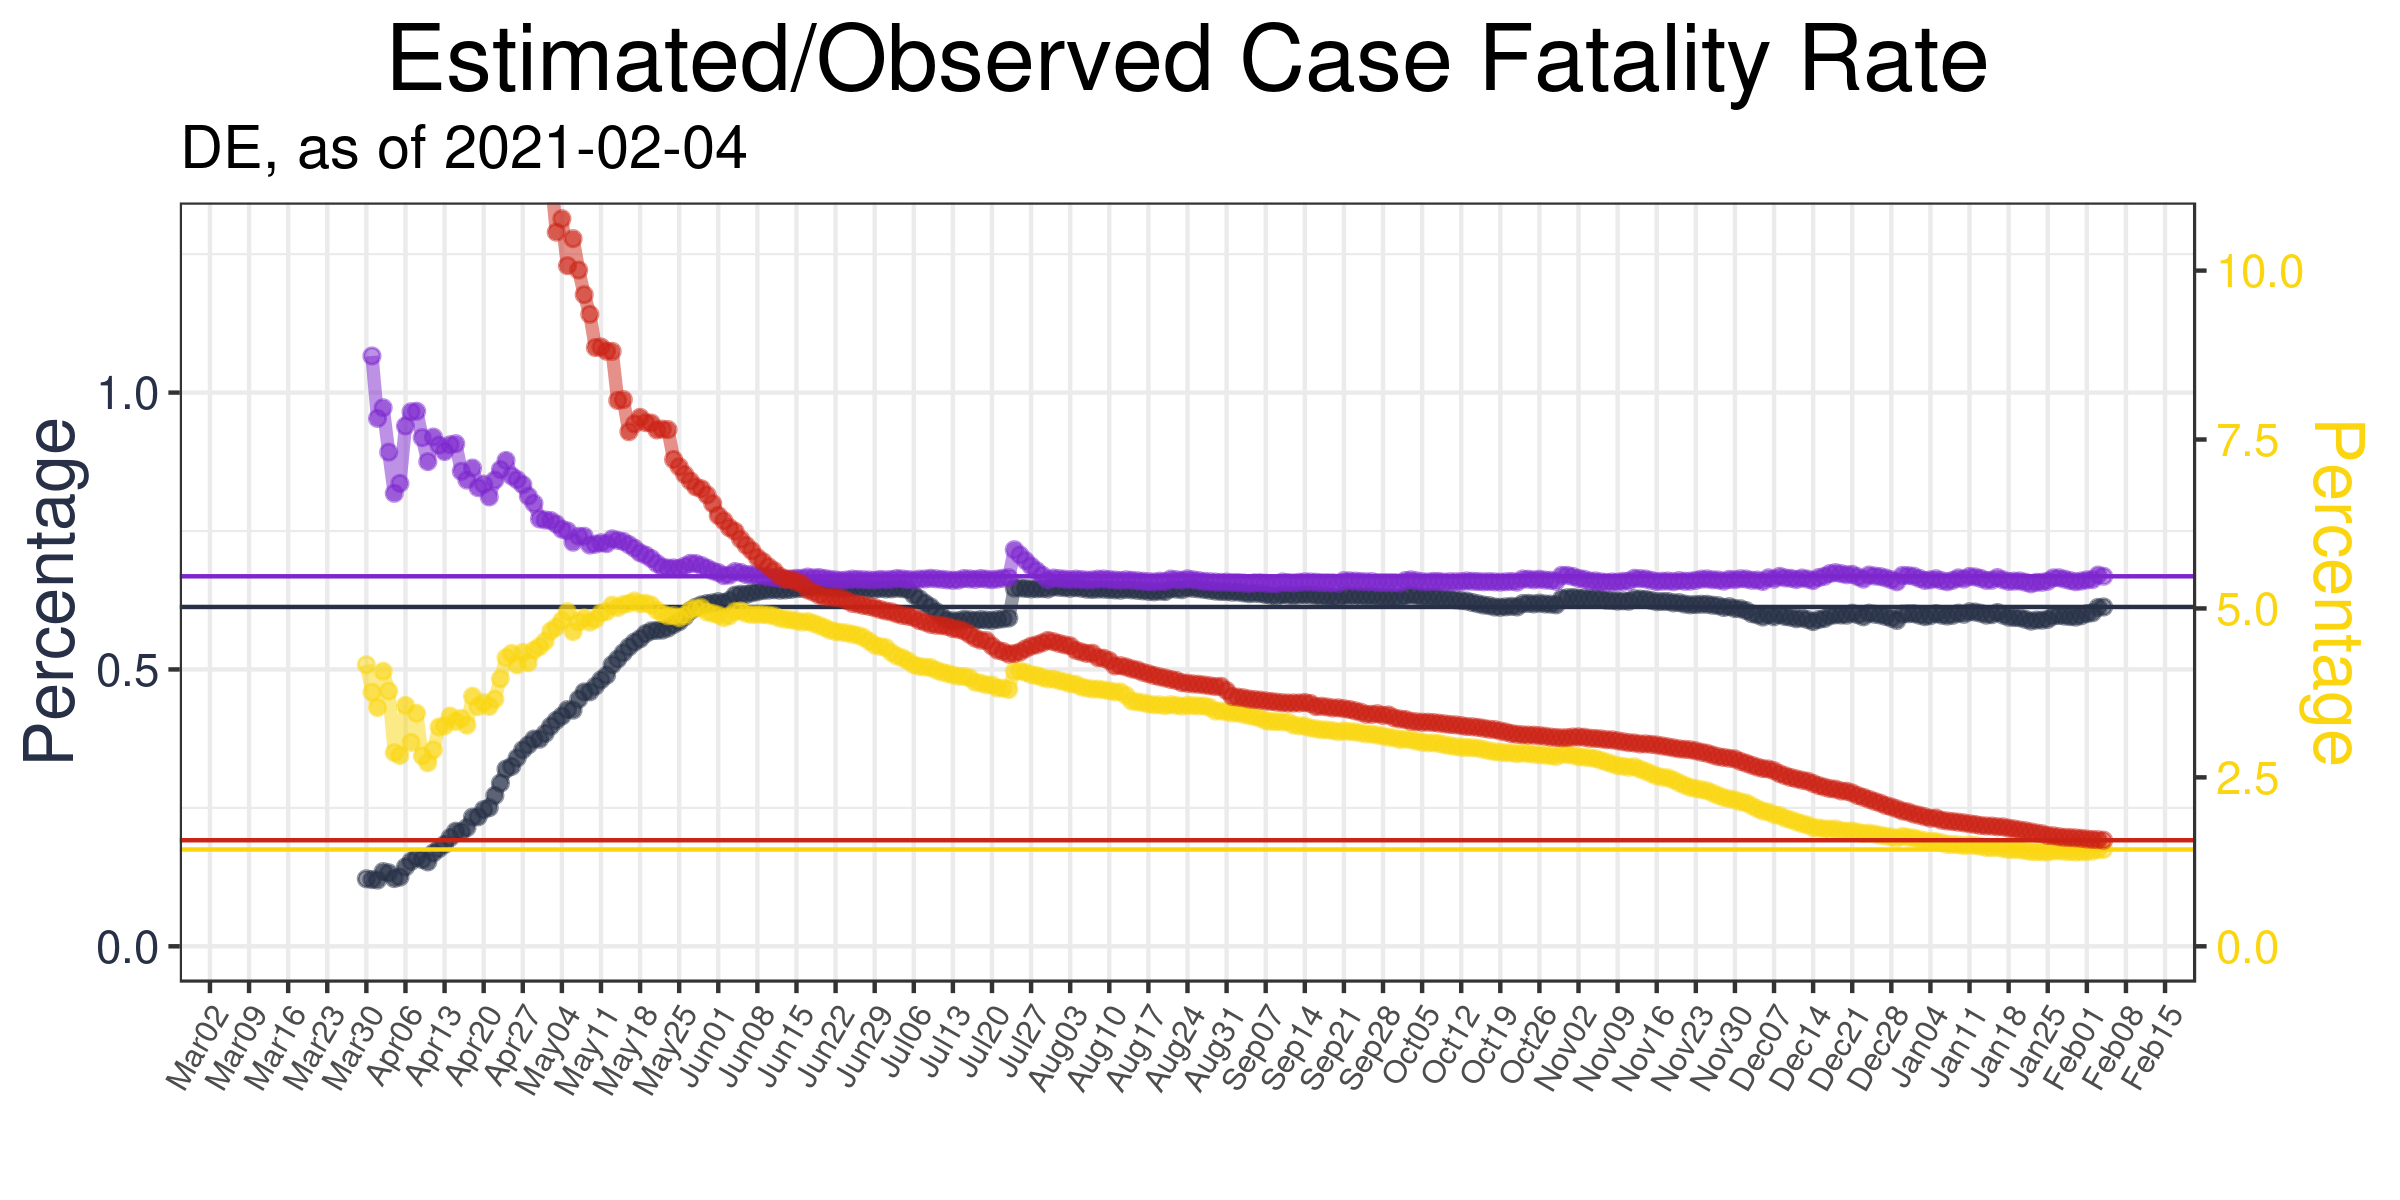 Estimated/Observed Case Fatality Rate
DE, as of 2021-02-04
Percentage
1.0
0.5
0.0
10.0
7.5
5.0
2.5
0.0
Percentage
Mar02
Mar09
Mar16
Mar23
Mar30
Apr06
Apr13
Apr20
Apr27
May04
May11
May18
May25
Jun01
Jun08
Jun15
Jun22
Jun29
Jul06
Jul13
Jul20
Jul27
Aug03
Aug10
Aug17
Aug24
Aug31
Sep07
Sep14
Sep21
Sep28
Oct05
Oct12
Oct19
Oct26
Nov02
Nov09
Nov16
Nov23
Nov30
Dec07
Dec14
Dec21
Dec28
Jan04
Jan11
Jan18
Jan25
Feb01
Feb08
Feb15